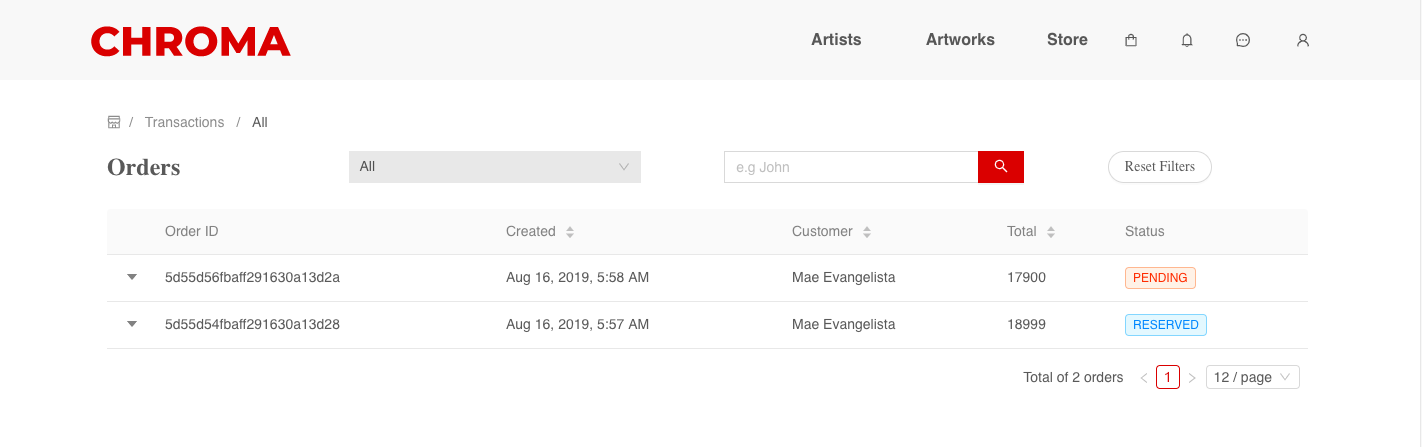 CHROMA Artists Artworks Store
/ Transactions / All
Orders All e.g John Reset Filters
Order ID Created Customer Total Status
5d55d56fbaff291630a13d2a Aug 16, 2019, 5:58 AM Mae Evangelista 17900 PENDING
5d55d54fbaff291630a13d28 Aug 16, 2019, 5:57 AM Mae Evangelista 18999 RESERVED
Total of 2 orders 1 12 / page